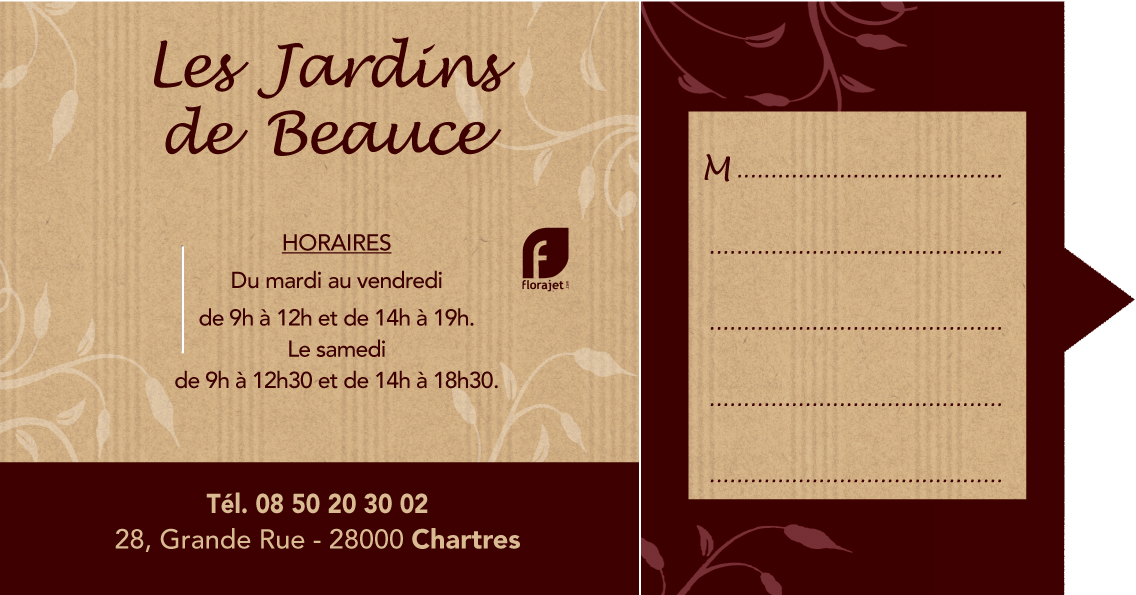 Les Jardins
de Beauce
HORAIRES
Du mardi au vendredi
de 9h à 12h et de 14h à 19h.
Le samedi
de 9h à 12h30 et de 14h à 18h30.
florajet
Tél. 08 50 20 30 02
28, Grande Rue - 28000 Chartres
M